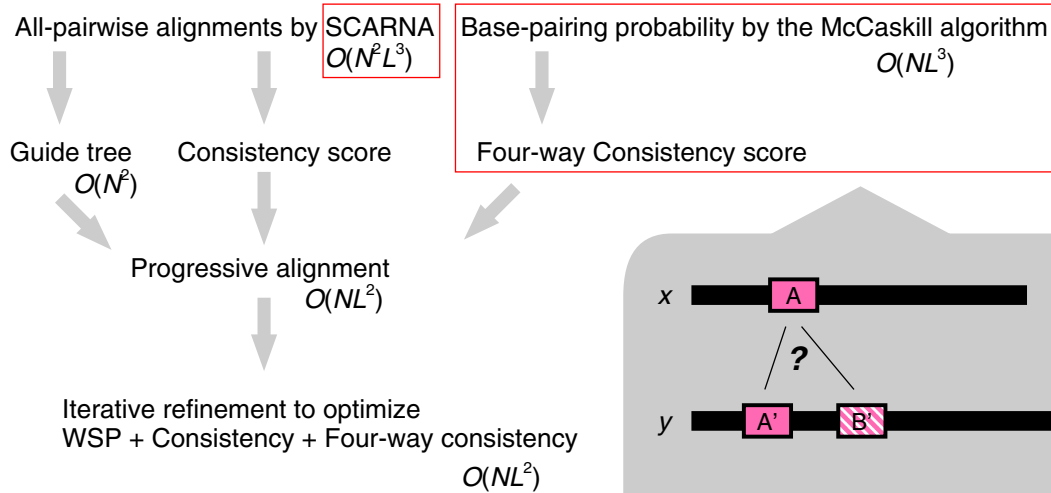 All-pairwise alignments by SCARNA
O(N²L³)
Base-pairing probability by the McCaskill algorithm
O(NL³)
Guide tree
O(N²)
Consistency score
Four-way Consistency score
Progressive alignment
O(NL²)
x
A
?
y
A'
B'
Iterative refinement to optimize
WSP + Consistency + Four-way consistency
O(NL²)